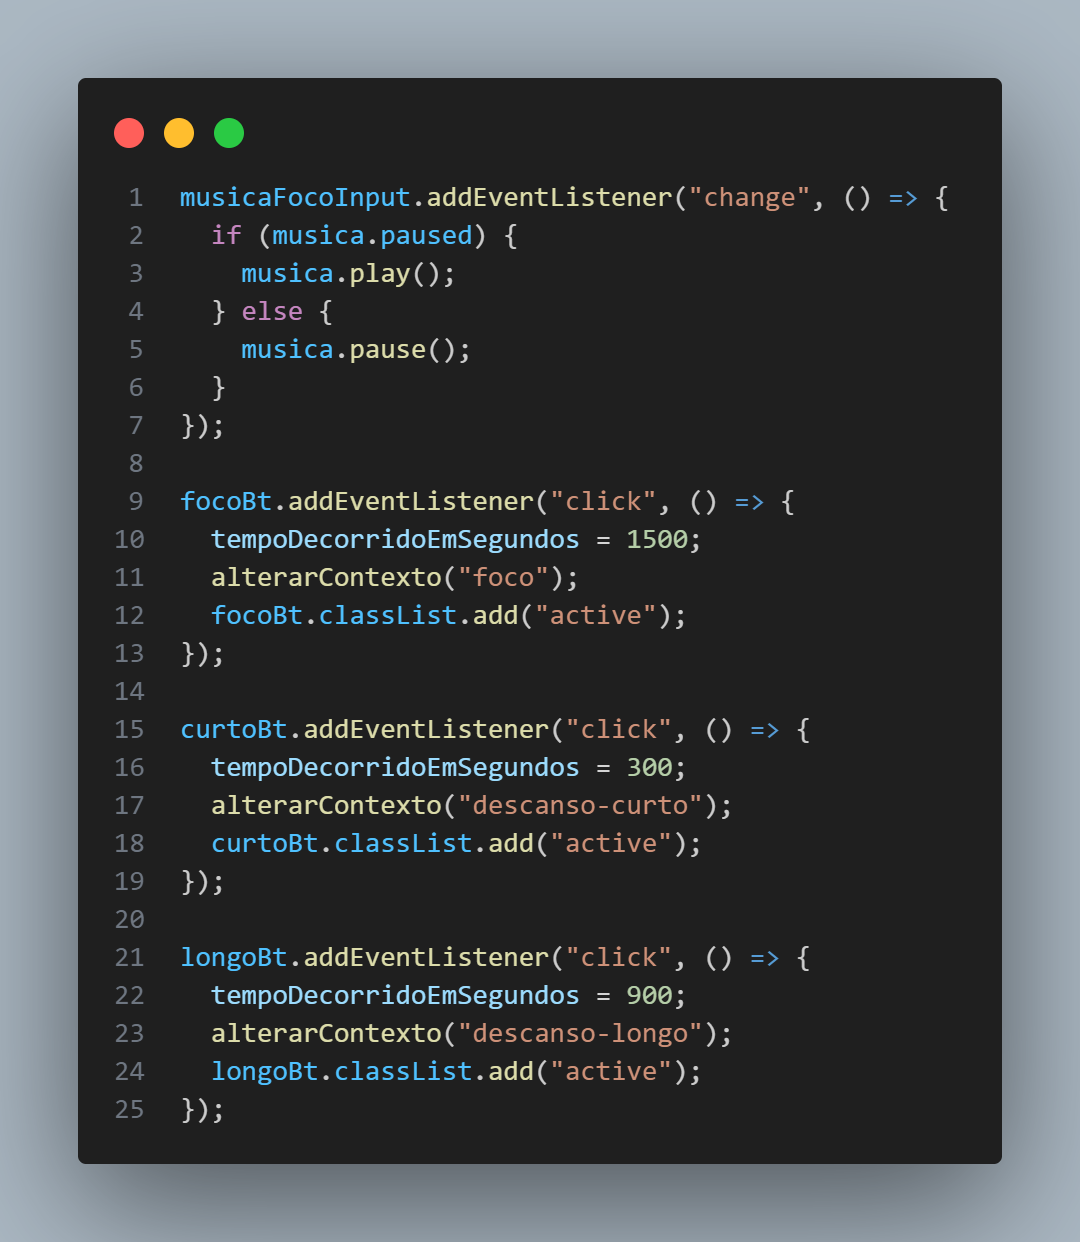 1 musicaFocoInput.addEventListener("change", () => {
2   if (musica.paused) {
3     musica.play();
4   } else {
5     musica.pause();
6   }
7 });
8
9 focoBt.addEventListener("click", () => {
10   tempoDecorridoEmSegundos = 1500;
11   alterarContexto("foco");
12   focoBt.classList.add("active");
13 });
14
15 curtoBt.addEventListener("click", () => {
16   tempoDecorridoEmSegundos = 300;
17   alterarContexto("descanso-curto");
18   curtoBt.classList.add("active");
19 });
20
21 longoBt.addEventListener("click", () => {
22   tempoDecorridoEmSegundos = 900;
23   alterarContexto("descanso-longo");
24   longoBt.classList.add("active");
25 });